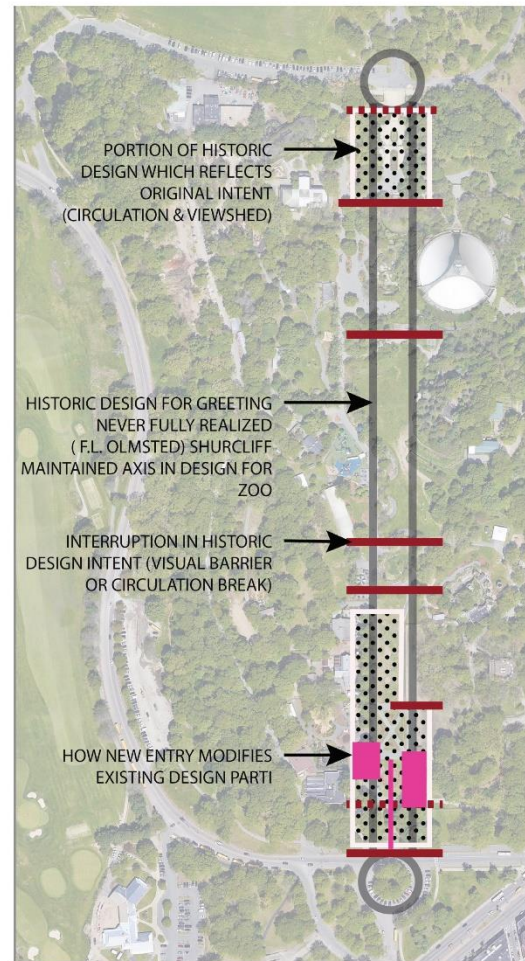 PORTION OF HISTORIC
DESIGN WHICH REFLECTS
ORIGINAL INTENT
(CIRCULATION & VIEWSHED)
HISTORIC DESIGN FOR GREETING
NEVER FULLY REALIZED
( F.L. OLMSTED) SHURCLIFF
MAINTAINED AXIS IN DESIGN FOR
ZOO
INTERRUPTION IN HISTORIC
DESIGN INTENT (VISUAL BARRIER
OR CIRCULATION BREAK)
HOW NEW ENTRY MODIFIES
EXISTING DESIGN PARTI